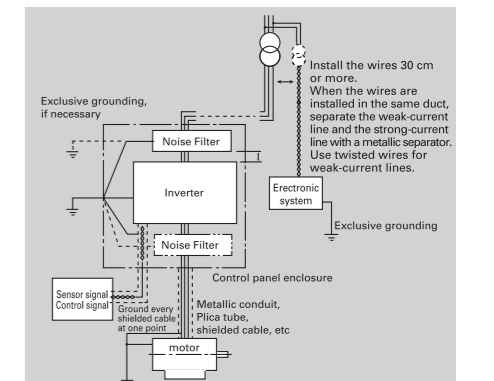 Install the wires 30 cm
or more.
When the wires are
installed in the same duct,
separate the weak-current
line and the strong-current
line with a metallic separator.
Use twisted wires for
weak-current lines.
Exclusive grounding,
if necessary
Noise Filter
Inverter
Erectronic
system
Exclusive grounding
Noise Filter
Control panel enclosure
Sensor signal
Control signal
Ground every
shielded cable
at one point
Metallic conduit,
Plica tube,
shielded cable, etc
motor